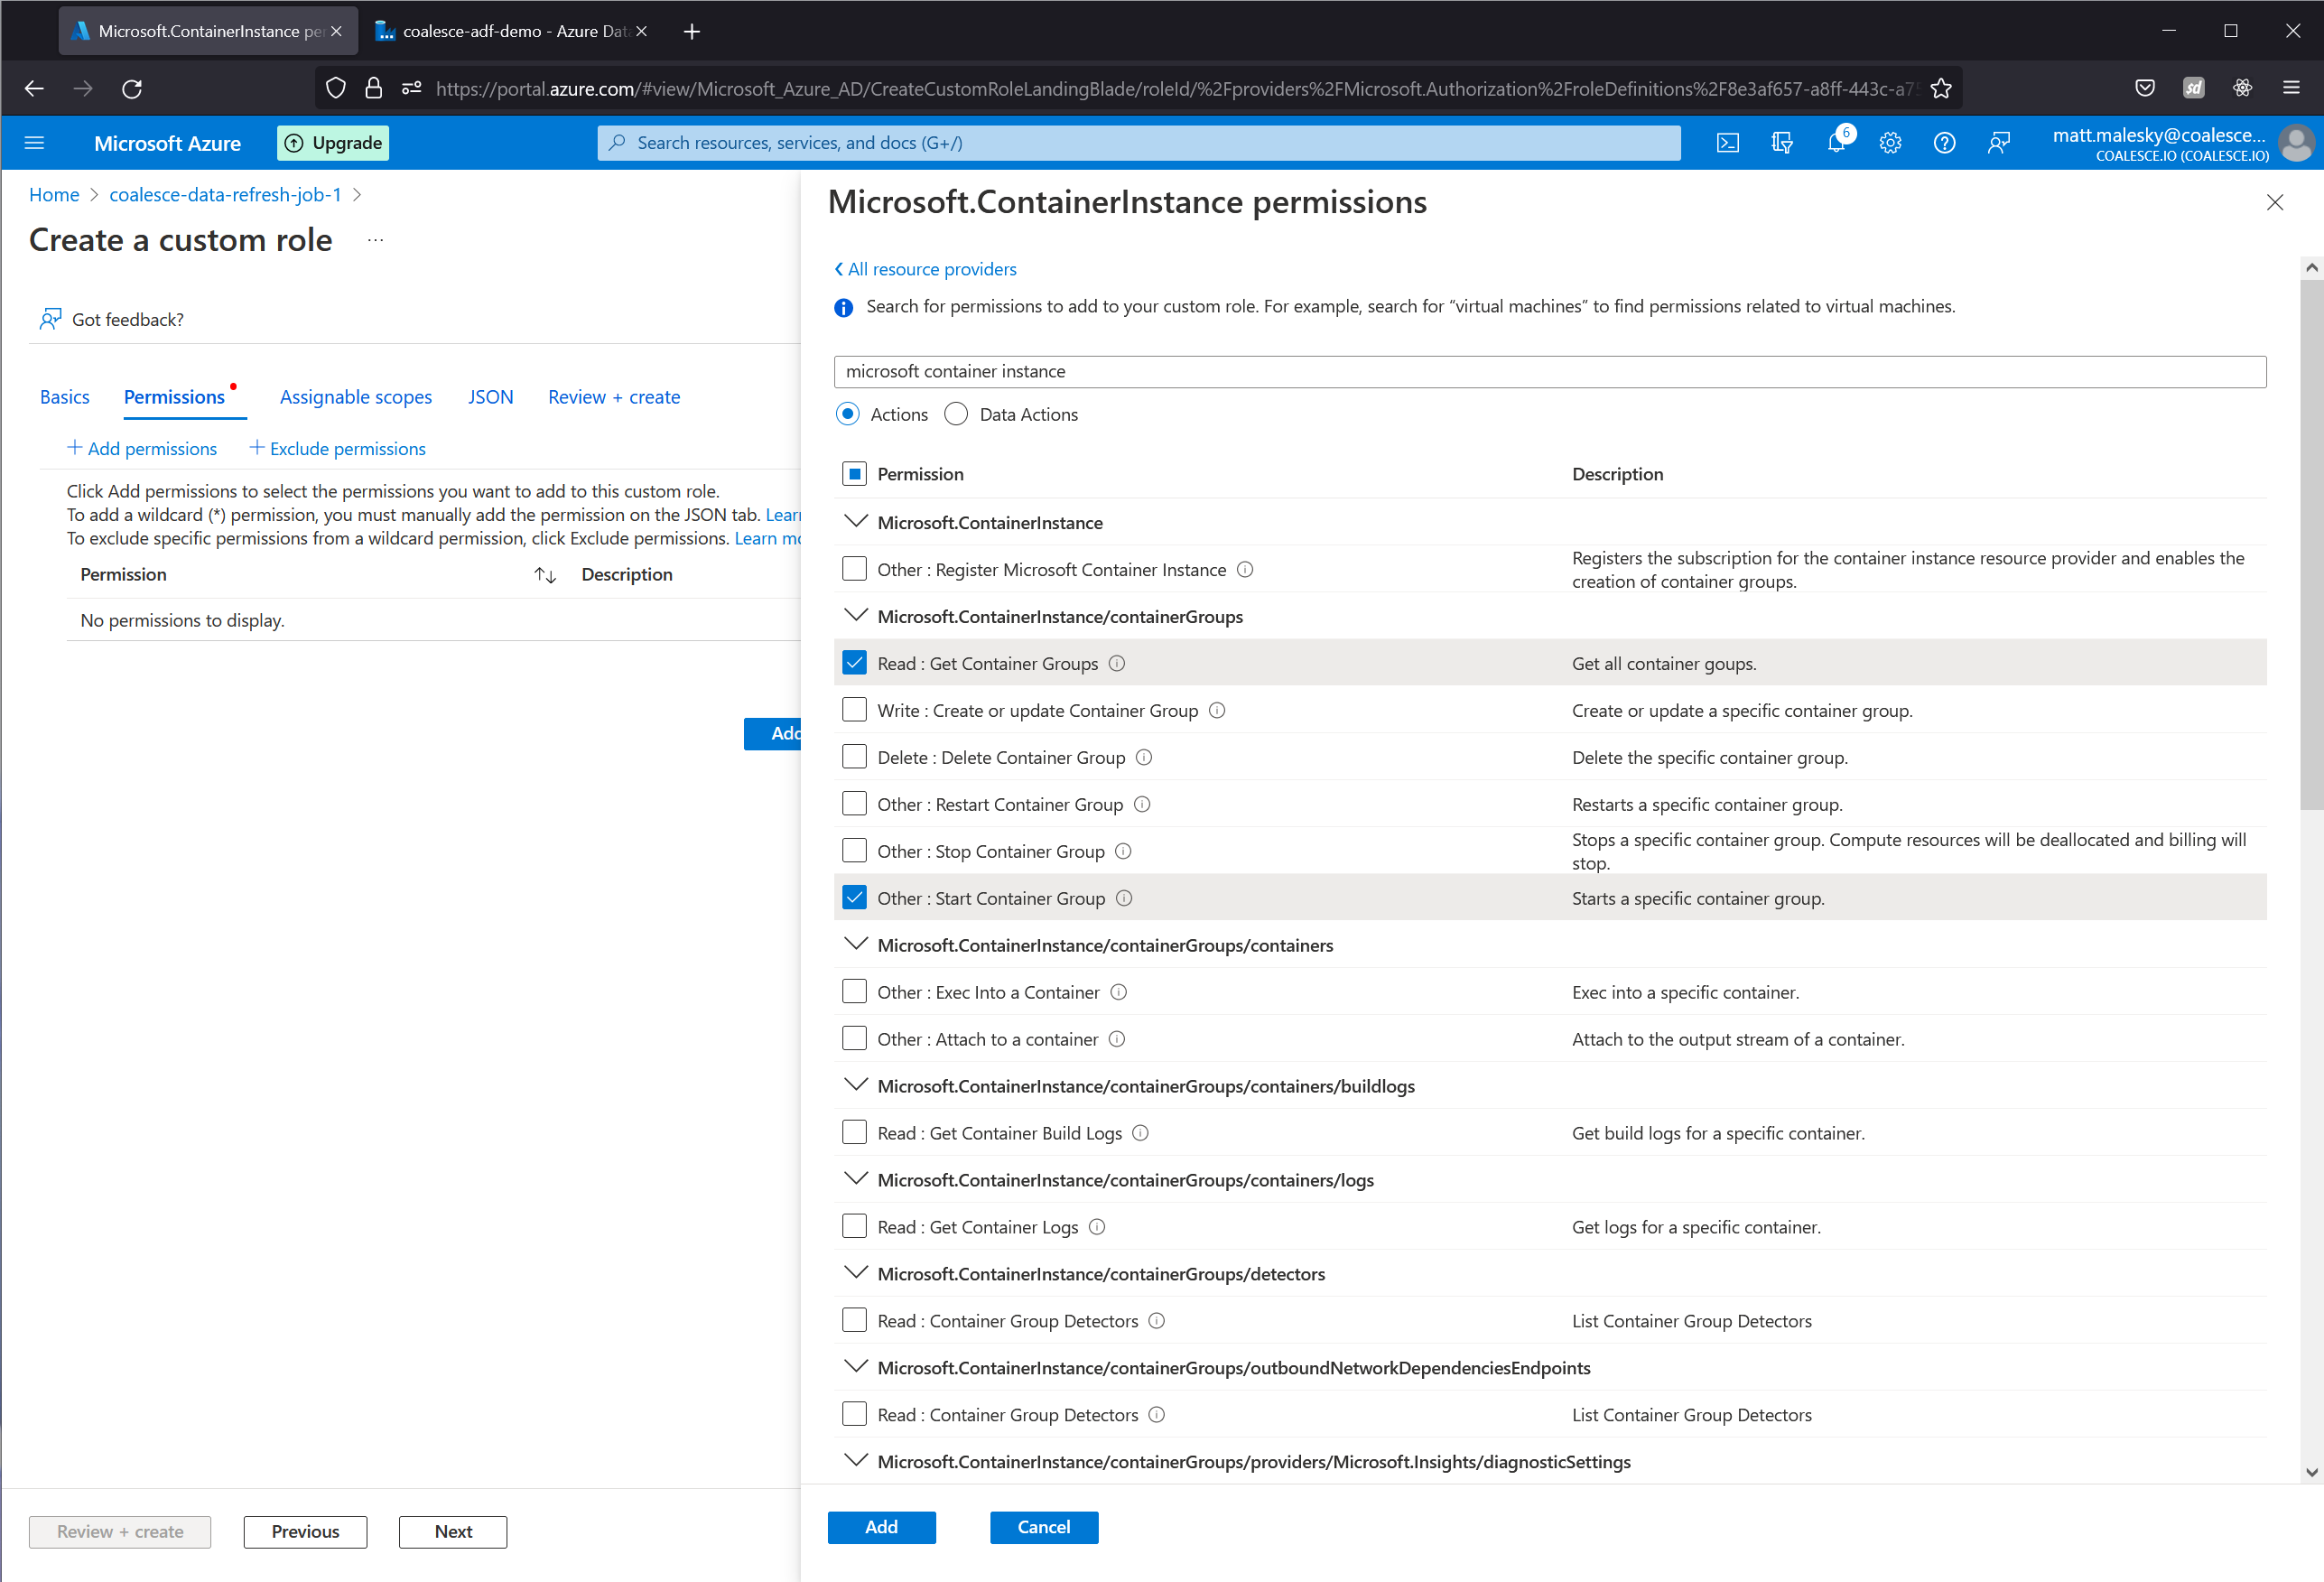 Microsoft.ContainerInstance pe
coalesce-adf-demo - Azure Dat
https://portal.azure.com/#view/Microsoft_Azure_AD/CreateCustomRoleLandingBlade/roleId/%2Fproviders%2FMicrosoft.Authorization%2FroleDefinitions%2F8e3af657-a8ff-443c-a75
Microsoft Azure
Upgrade
Search resources, services, and docs (G+/)
6
matt.malesky@coalesce...
COALESCE.IO (COALESCE.IO)
Home > coalesce-data-refresh-job-1 >
Create a custom role ...
Got feedback?
Basics Permissions Assignable scopes JSON Review + create
+ Add permissions + Exclude permissions
Click Add permissions to select the permissions you want to add to this custom role.
To add a wildcard (*) permission, you must manually add the permission on the JSON tab. Learn
To exclude specific permissions from a wildcard permission, click Exclude permissions. Learn mo
Permission Description
No permissions to display.
Add
Review + create Previous Next
Microsoft.ContainerInstance permissions
All resource providers
Search for permissions to add to your custom role. For example, search for “virtual machines” to find permissions related to virtual machines.
microsoft container instance
Actions Data Actions
Permission Description
Microsoft.ContainerInstance
Other : Register Microsoft Container Instance Registers the subscription for the container instance resource provider and enables the
creation of container groups.
Microsoft.ContainerInstance/containerGroups
Read : Get Container Groups Get all container goups.
Write : Create or update Container Group Create or update a specific container group.
Delete : Delete Container Group Delete the specific container group.
Other : Restart Container Group Restarts a specific container group.
Other : Stop Container Group Stops a specific container group. Compute resources will be deallocated and billing will
stop.
Other : Start Container Group Starts a specific container group.
Microsoft.ContainerInstance/containerGroups/containers
Other : Exec Into a Container Exec into a specific container.
Other : Attach to a container Attach to the output stream of a container.
Microsoft.ContainerInstance/containerGroups/containers/buildlogs
Read : Get Container Build Logs Get build logs for a specific container.
Microsoft.ContainerInstance/containerGroups/containers/logs
Read : Get Container Logs Get logs for a specific container.
Microsoft.ContainerInstance/containerGroups/detectors
Read : Container Group Detectors List Container Group Detectors
Microsoft.ContainerInstance/containerGroups/outboundNetworkDependenciesEndpoints
Read : Container Group Detectors List Container Group Detectors
Microsoft.ContainerInstance/containerGroups/providers/Microsoft.Insights/diagnosticSettings
Add Cancel